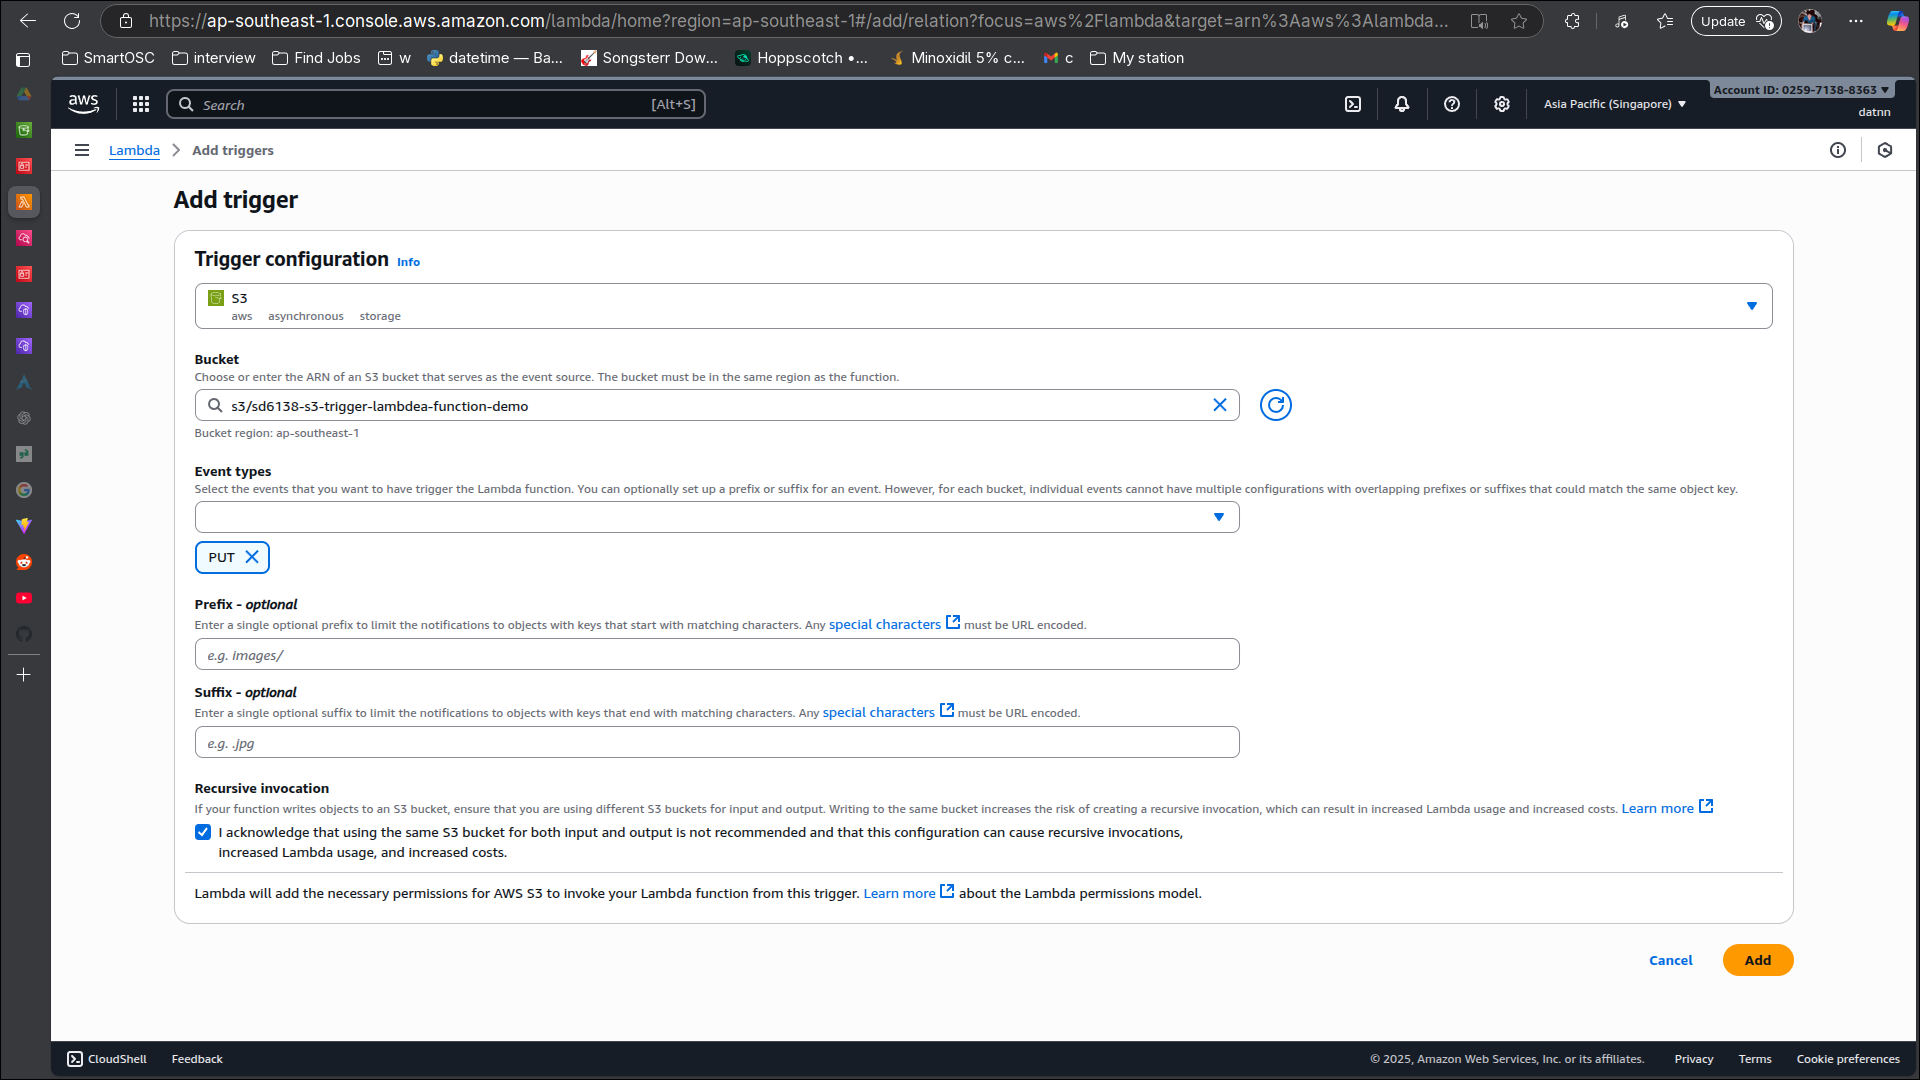 https://ap-southeast-1.console.aws.amazon.com/lambda/home?region=ap-southeast-1#/add/relation?focus=aws%2Flambda&target=arn%3Aaws%3Alambda...
Update
SmartOSC
interview
Find Jobs
w
datetime — Ba...
Songsterr Dow...
Hoppscotch •...
Minoxidil 5% c...
c
My station
aws
Search
[Alt+S]
Asia Pacific (Singapore)
Account ID: 0259-7138-8363
datnn
Lambda
Add triggers
Add trigger
Trigger configuration Info
S3
aws asynchronous storage
Bucket
Choose or enter the ARN of an S3 bucket that serves as the event source. The bucket must be in the same region as the function.
s3/sd6138-s3-trigger-lambdea-function-demo
Bucket region: ap-southeast-1
Event types
Select the events that you want to have trigger the Lambda function. You can optionally set up a prefix or suffix for an event. However, for each bucket, individual events cannot have multiple configurations with overlapping prefixes or suffixes that could match the same object key.
PUT
Prefix - optional
Enter a single optional prefix to limit the notifications to objects with keys that start with matching characters. Any special characters must be URL encoded.
e.g. images/
Suffix - optional
Enter a single optional suffix to limit the notifications to objects with keys that end with matching characters. Any special characters must be URL encoded.
e.g. .jpg
Recursive invocation
If your function writes objects to an S3 bucket, ensure that you are using different S3 buckets for input and output. Writing to the same bucket increases the risk of creating a recursive invocation, which can result in increased Lambda usage and increased costs. Learn more
I acknowledge that using the same S3 bucket for both input and output is not recommended and that this configuration can cause recursive invocations,
increased Lambda usage, and increased costs.
Lambda will add the necessary permissions for AWS S3 to invoke your Lambda function from this trigger. Learn more about the Lambda permissions model.
Cancel
Add
CloudShell
Feedback
© 2025, Amazon Web Services, Inc. or its affiliates.
Privacy
Terms
Cookie preferences